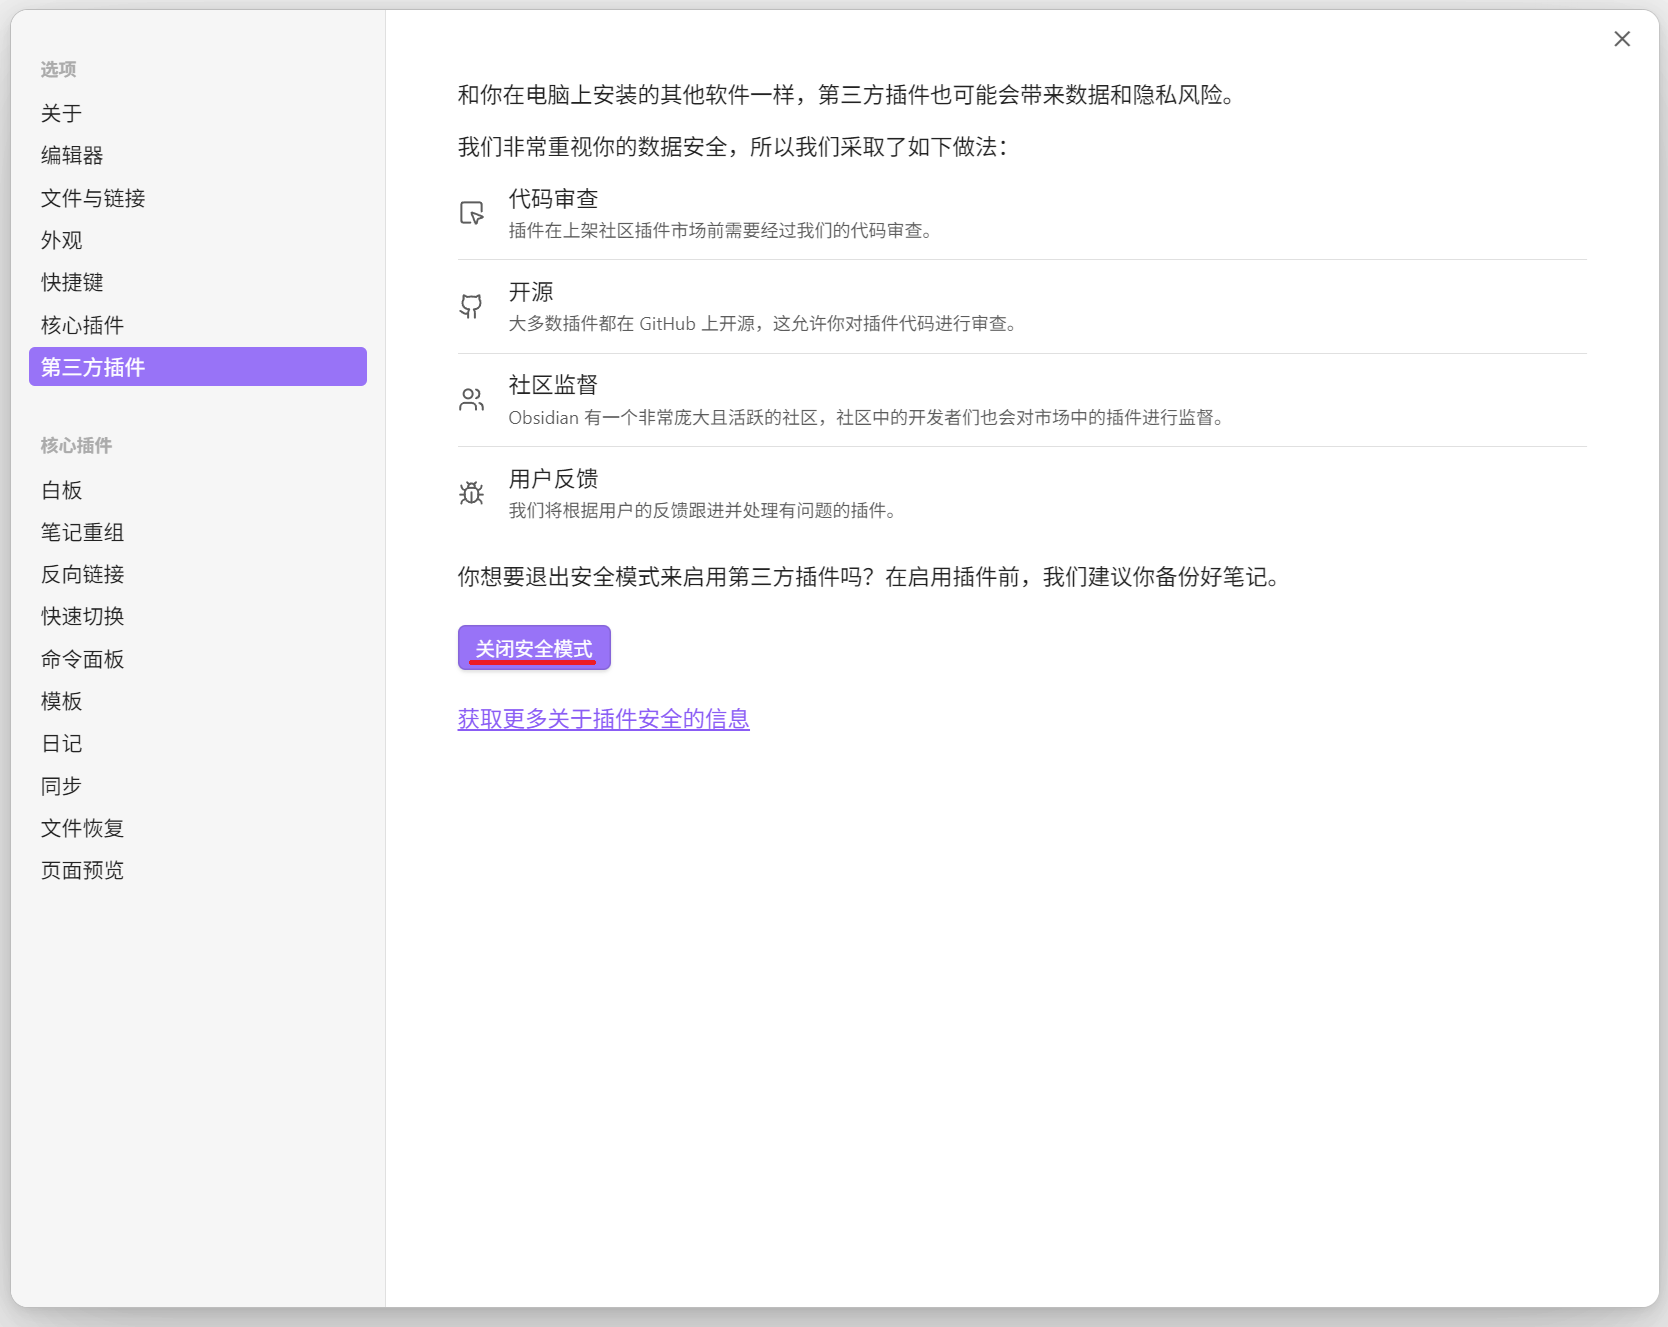 选项
关于
编辑器
文件与链接
外观
快捷键
核心插件
第三方插件
核心插件
白板
笔记重组
反向链接
快速切换
命令面板
模板
日记
同步
文件恢复
页面预览
和你在电脑上安装的其他软件一样，第三方插件也可能会带来数据和隐私风险。
我们非常重视你的数据安全，所以我们采取了如下做法：
代码审查
插件在上架社区插件市场前需要经过我们的代码审查。
开源
大多数插件都在 GitHub 上开源，这允许你对插件代码进行审查。
社区监督
Obsidian 有一个非常庞大且活跃的社区，社区中的开发者们也会对市场中的插件进行监督。
用户反馈
我们将根据用户的反馈跟进并处理有问题的插件。
你想要退出安全模式来启用第三方插件吗？在启用插件前，我们建议你备份好笔记。
关闭安全模式
获取更多关于插件安全的信息